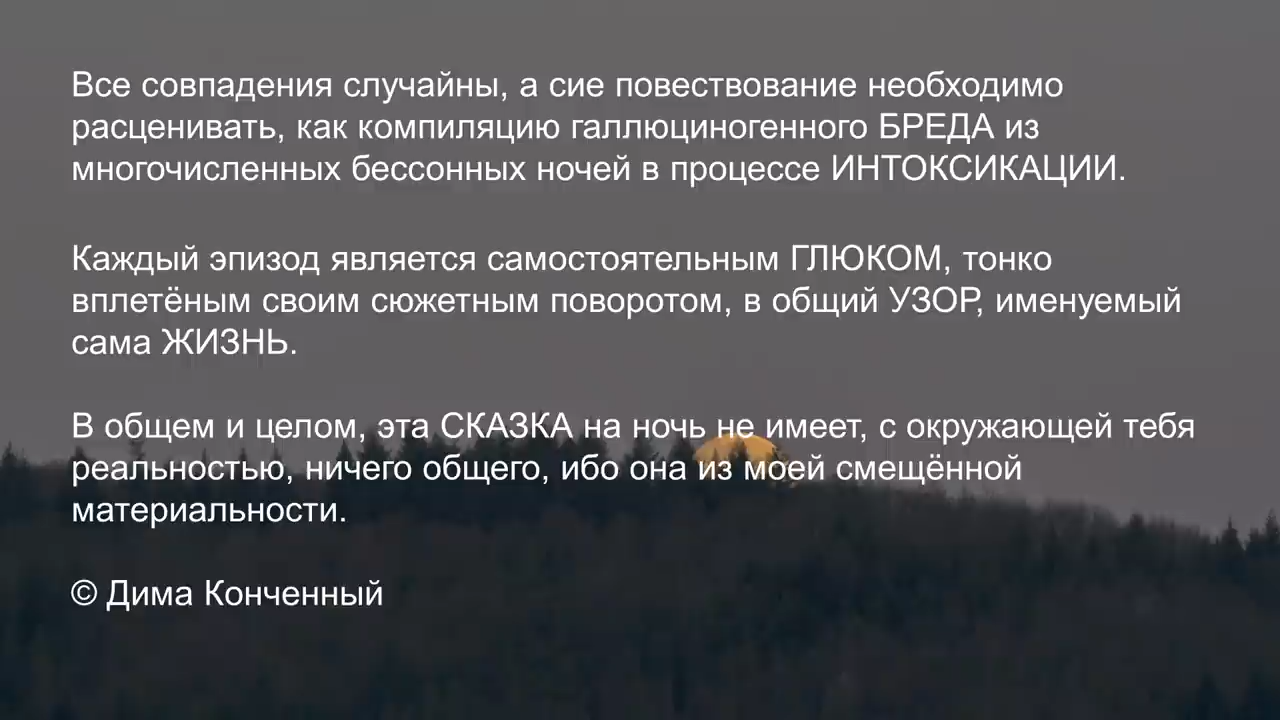 Все совпадения случайны, а сие повествование необходимо
расценивать, как компиляцию галлюциногенного БРЕДА из
многочисленных бессонных ночей в процессе ИНТОКСИКАЦИИ.
Каждый эпизод является самостоятельным ГЛЮКОМ, тонко
вплетёным своим сюжетным поворотом, в общий УЗОР, именуемый
сама ЖИЗНЬ.
В общем и целом, эта СКАЗКА на ночь не имеет, с окружающей тебя
реальностью, ничего общего, ибо она из моей смещённой
материальности.
© Дима Конченный